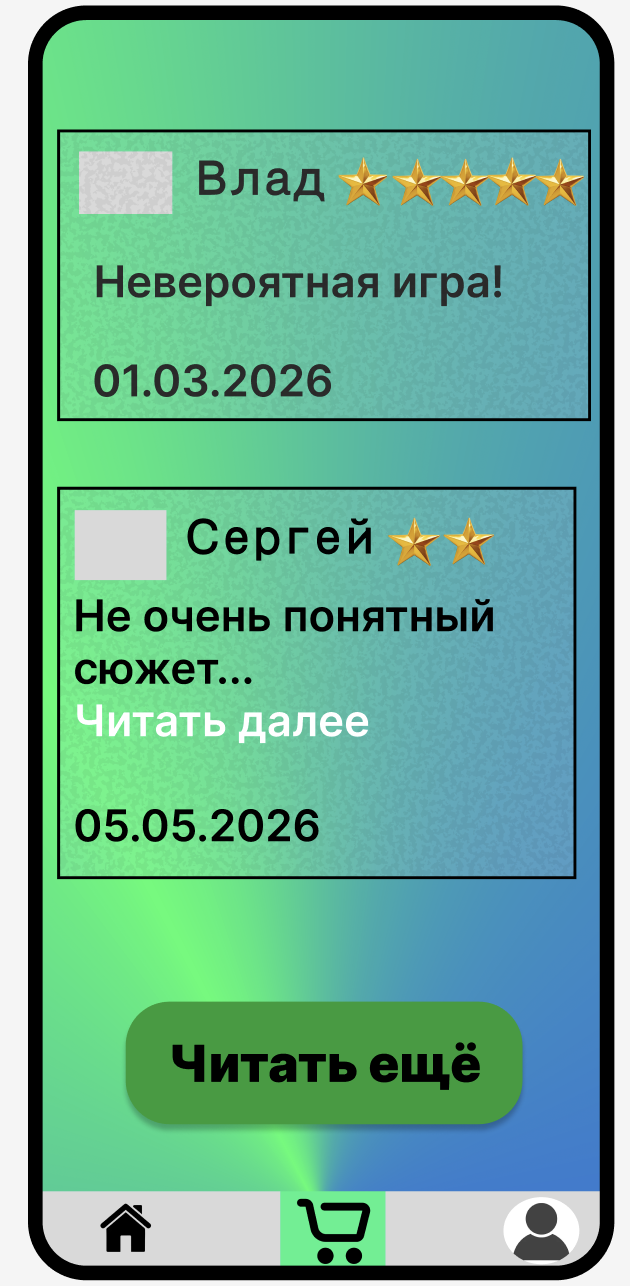 Влад
Невероятная игра!
01.03.2026
Сергей
Не очень понятный
сюжет...
Читать далее
05.05.2026
Читать ещё